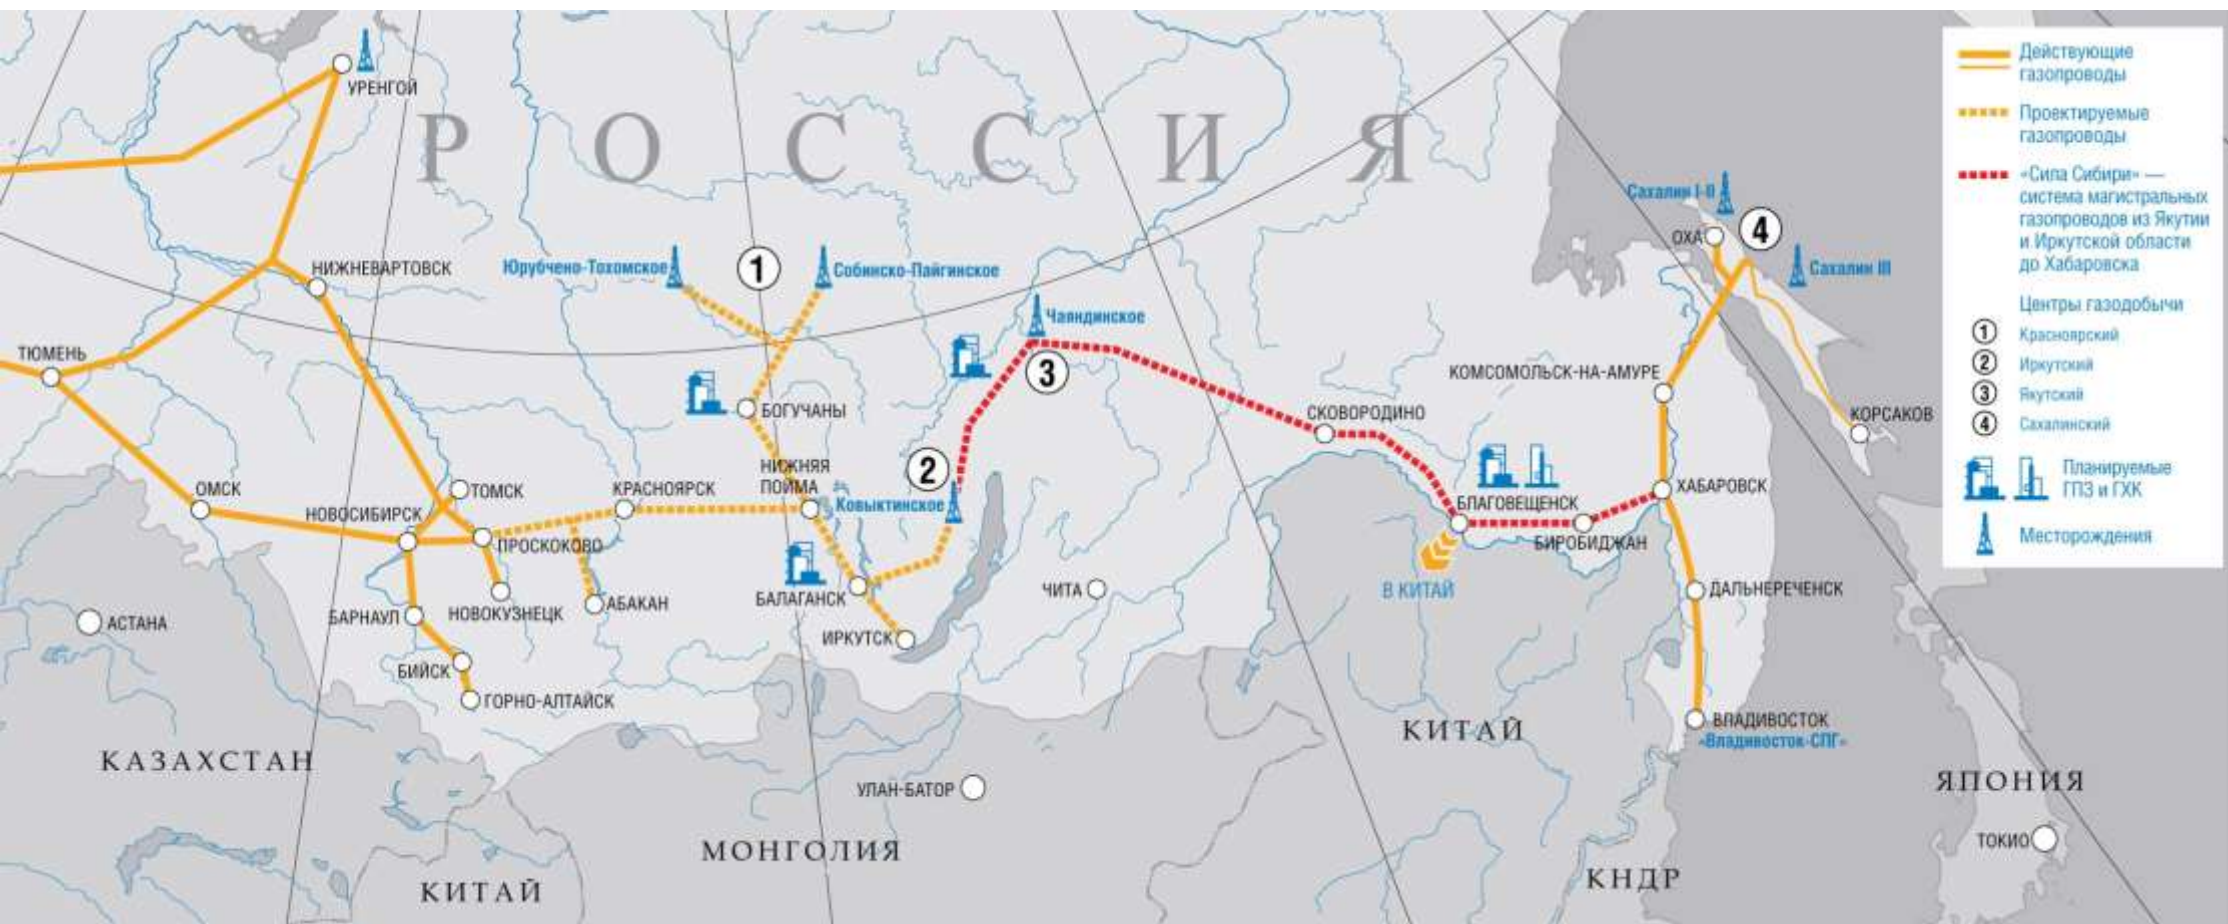 УРЕНГОЙ
РОССИЯ
Сахалин I-II
ОХА
4
Сахалин III
НИЖНЕВАРТОВСК
Юрубчено-Тохомское
1
Собинско-Пайгинское
Чаяндинское
3
ТЮМЕНЬ
БОГУЧАНЫ
СКОВОРОДИНО
КОМСОМОЛЬСК-НА-АМУРЕ
КОРСАКОВ
ОМСК
НОВОСИБИРСК
ТОМСК
ПРОСКОКОВО
КРАСНОЯРСК
НИЖНЯЯ
ПОЙМА
2
Ковыктинское
БЛАГОВЕЩЕНСК
БИРОБИДЖАН
ХАБАРОВСК
АСТАНА
БАРНАУЛ
НОВОКУЗНЕЦК
АБАКАН
БАЛАГАНСК
ИРКУТСК
ЧИТА
В КИТАЙ
ДАЛЬНЕРЕЧЕНСК
БИЙСК
ГОРНО-АЛТАЙСК
ВЛАДИВОСТОК
«Владивосток-СПГ»
КАЗАХСТАН
КИТАЙ
МОНГОЛИЯ
УЛАН-БАТОР
КИТАЙ
КНДР
ЯПОНИЯ
ТОКИО
Действующие
газопроводы
Проектируемые
газопроводы
«Сила Сибири» —
система магистральных
газопроводов из Якутии
и Иркутской области
до Хабаровска
Центры газодобычи
1 Красноярский
2 Иркутский
3 Якутский
4 Сахалинский
Планируемые
ГПЗ и ГХК
Месторождения